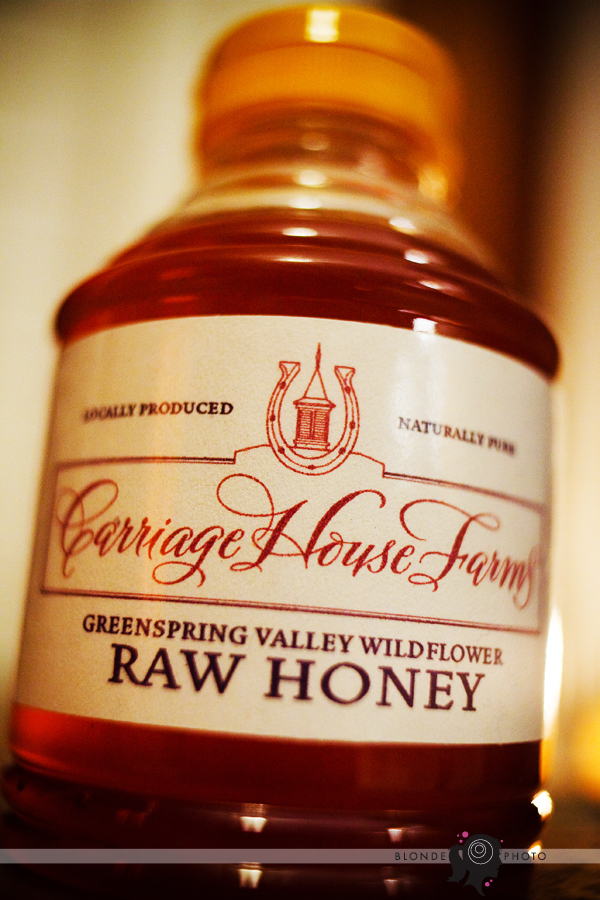 LOCALLY PRODUCED
NATURALLY PURE
Carriage House Farms
GREENSPRING VALLEY WILDFLOWER
RAW HONEY
BLONDE PHOTO